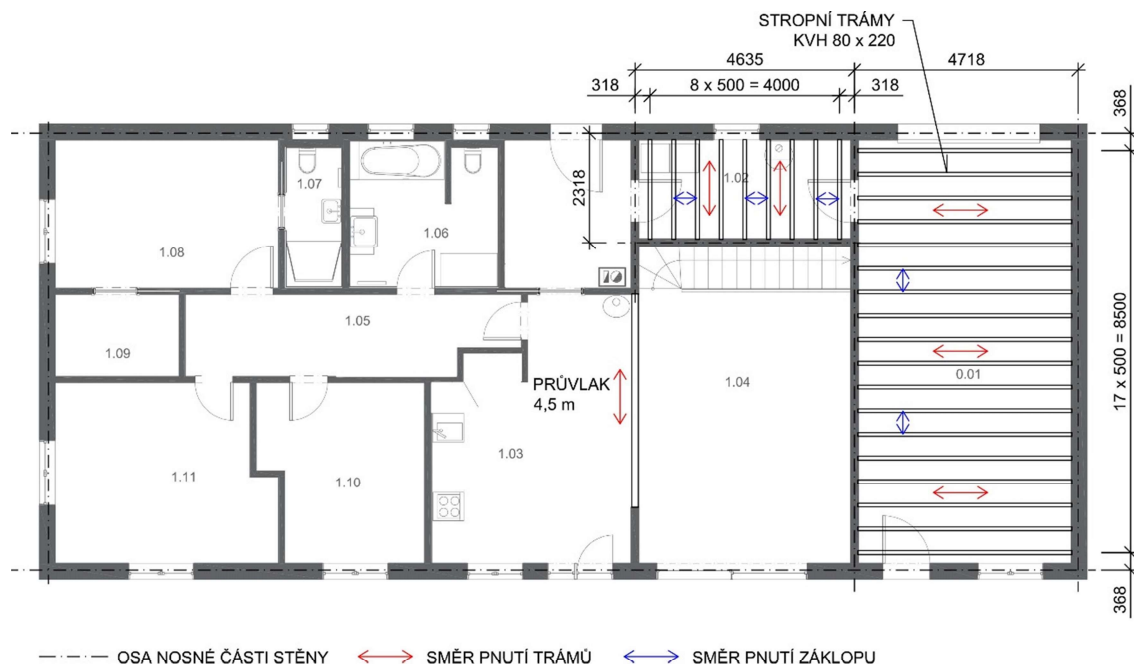 STROPNÍ TRÁMY
KVH 80 x 220
4635
4718
318
8 x 500 = 4000
318
368
2318
1.07
1.02
1.06
1.08
1.05
1.09
PRŮVLAK
4,5 m
1.04
0.01
17 x 500 = 8500
1.03
1.11
1.10
368
OSA NOSNÉ ČÁSTI STĚNY
SMĚR PNUTÍ TRÁMŮ
SMĚR PNUTÍ ZÁKLOPU